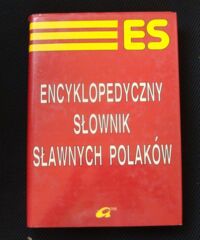 ES
ENCYKLOPEDYCZNY
SŁOWNIK
SŁAWNYCH POLAKÓW